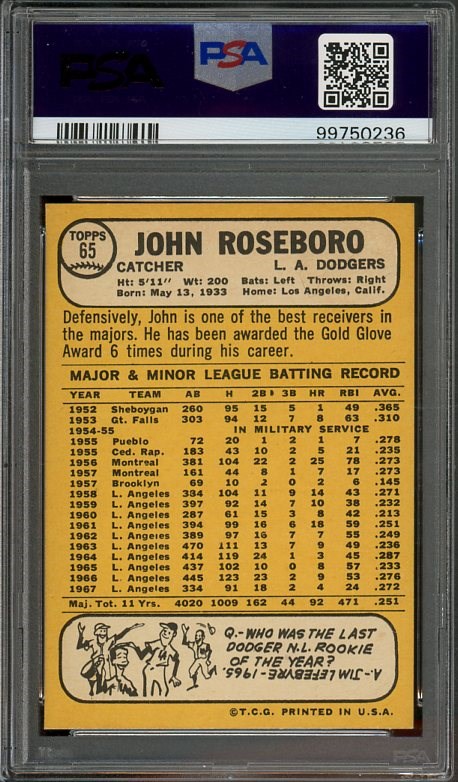 PSA
PSA
99750236
TOPPS
65
JOHN ROSEBORO
CATCHER L. A. DODGERS
Ht: 5'11" Wt: 200 Bats: Left Throws: Right
Born: May 13, 1933 Home: Los Angeles, Calif.
Defensively, John is one of the best receivers in
the majors. He has been awarded the Gold Glove
Award 6 times during his career.
MAJOR & MINOR LEAGUE BATTING RECORD
YEAR TEAM AB H 2B 3B HR RBI AVG.
1952 Sheboygan 260 95 15 5 1 49 .365
1953 Gt. Falls 303 94 12 7 8 63 .310
1954-55 IN MILITARY SERVICE
1955 Pueblo 72 20 1 2 1 7 .278
1955 Ced. Rap. 183 43 10 2 5 21 .235
1956 Montreal 381 104 22 2 25 78 .273
1957 Montreal 161 44 8 1 7 17 .273
1957 Brooklyn 69 10 2 0 2 6 .145
1958 L. Angeles 384 104 11 9 14 43 .271
1959 L. Angeles 397 92 14 7 10 38 .232
1960 L. Angeles 287 61 15 3 8 42 .213
1961 L. Angeles 394 99 16 6 18 59 .251
1962 L. Angeles 389 97 16 7 7 55 .249
1963 L. Angeles 470 111 13 7 9 49 .236
1964 L. Angeles 414 119 24 1 3 45 .287
1965 L. Angeles 437 102 10 0 8 57 .233
1966 L. Angeles 445 123 23 2 9 53 .276
1967 L. Angeles 334 91 18 2 4 24 .272
Maj. Tot. 11 Yrs. 4020 1009 162 44 92 471 .251
Q.-WHO WAS THE LAST
DODGER N.L. ROOKIE
OF THE YEAR?
A.-JIM LEFEBVRE-1965.
©T.C.G. PRINTED IN U.S.A.